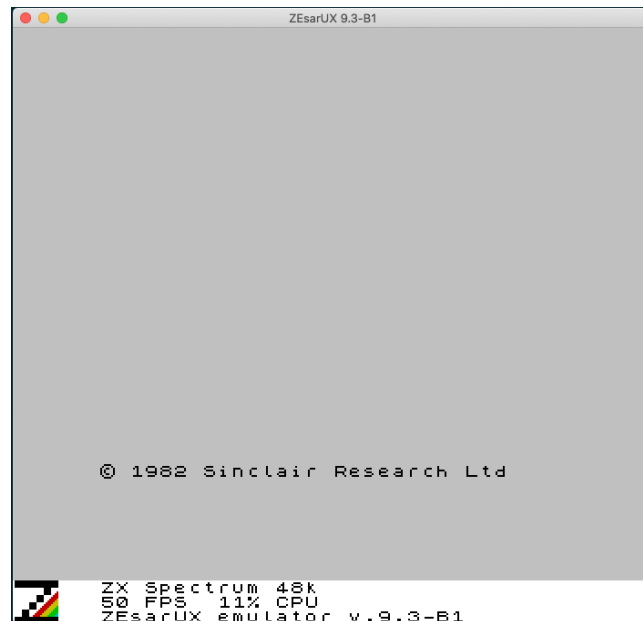 ZEsarUX 9.3-B1
© 1982 Sinclair Research Ltd
ZX Spectrum 48k
50 FPS 11% CPU
ZEsarUX emulator v.9.3-B1